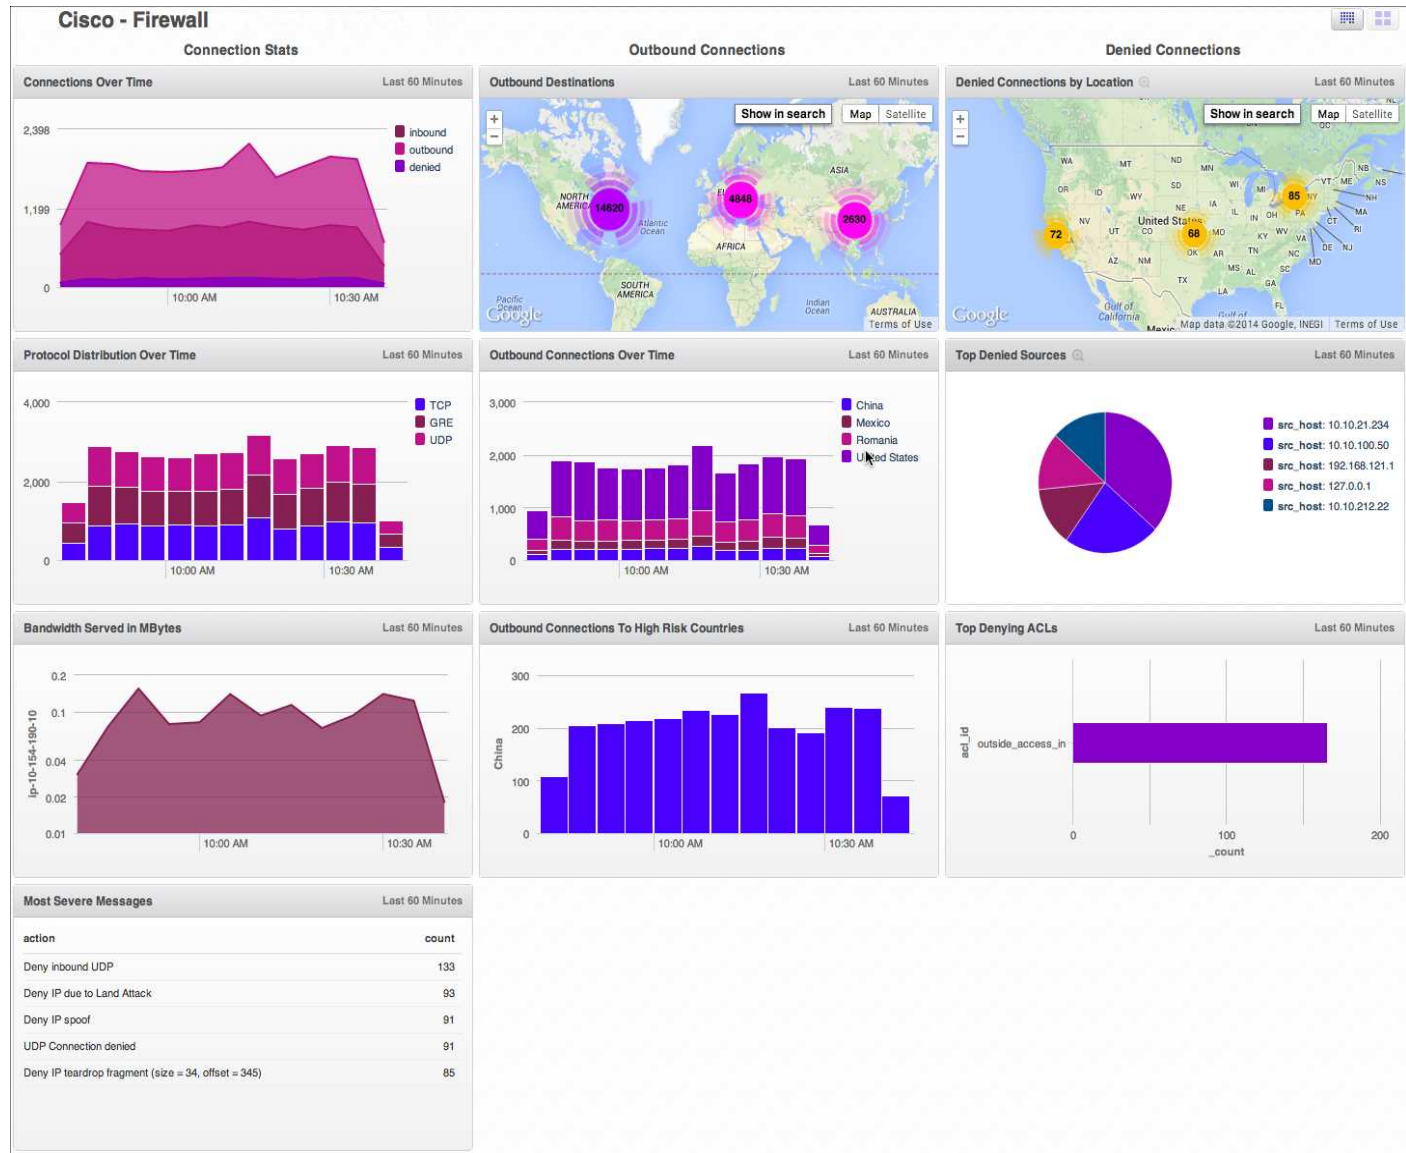 Cisco - Firewall
Connection Stats
Outbound Connections
Denied Connections
Connections Over Time
Last 60 Minutes
2,398
1,199
0
10:00 AM
10:30 AM
inbound
outbound
denied
Outbound Destinations
Last 60 Minutes
+
−
Show in search
Map
Satellite
NORTH
AMERICA
14620
4848
ASIA
2630
Atlantic
Ocean
AFRICA
SOUTH
AMERICA
Pacific
Ocean
Indian
Ocean
AUSTRALIA
Google
Terms of Use
Denied Connections by Location
Last 60 Minutes
+
−
Show in search
Map
Satellite
NL
QC
WA
MT
ND
MN
NB
NS
VT
ME
OR
ID
WY
SD
WI
MI
85
NY
NH
MA
NV
UT
CO
United States
NE
IA
IL
IN
OH
PA
CT
RI
72
68
MO
KY
WV
VA
DE
NJ
MD
AZ
NM
OK
AR
TN
NC
MS
AL
SC
TX
GA
LA
FL
Gulf of
California
Gulf of
Mexico
Google
Map data ©2014 Google, INEGI
Terms of Use
Protocol Distribution Over Time
Last 60 Minutes
4,000
2,000
0
10:00 AM
10:30 AM
TCP
GRE
UDP
Outbound Connections Over Time
Last 60 Minutes
3,000
2,000
1,000
0
10:00 AM
10:30 AM
China
Mexico
Romania
United States
Top Denied Sources
Last 60 Minutes
src_host: 10.10.21.234
src_host: 10.10.100.50
src_host: 192.168.121.1
src_host: 127.0.0.1
src_host: 10.10.212.22
Bandwidth Served in MBytes
Last 60 Minutes
ip-10-154-190-10
0.2
0.1
0.04
0.02
0.01
10:00 AM
10:30 AM
Outbound Connections To High Risk Countries
Last 60 Minutes
China
300
200
100
0
10:00 AM
10:30 AM
Top Denying ACLs
Last 60 Minutes
acl_id
outside_access_in
0
100
200
_count
Most Severe Messages
Last 60 Minutes
action count
Deny inbound UDP 133
Deny IP due to Land Attack 93
Deny IP spoof 91
UDP Connection denied 91
Deny IP teardrop fragment (size = 34, offset = 345) 85